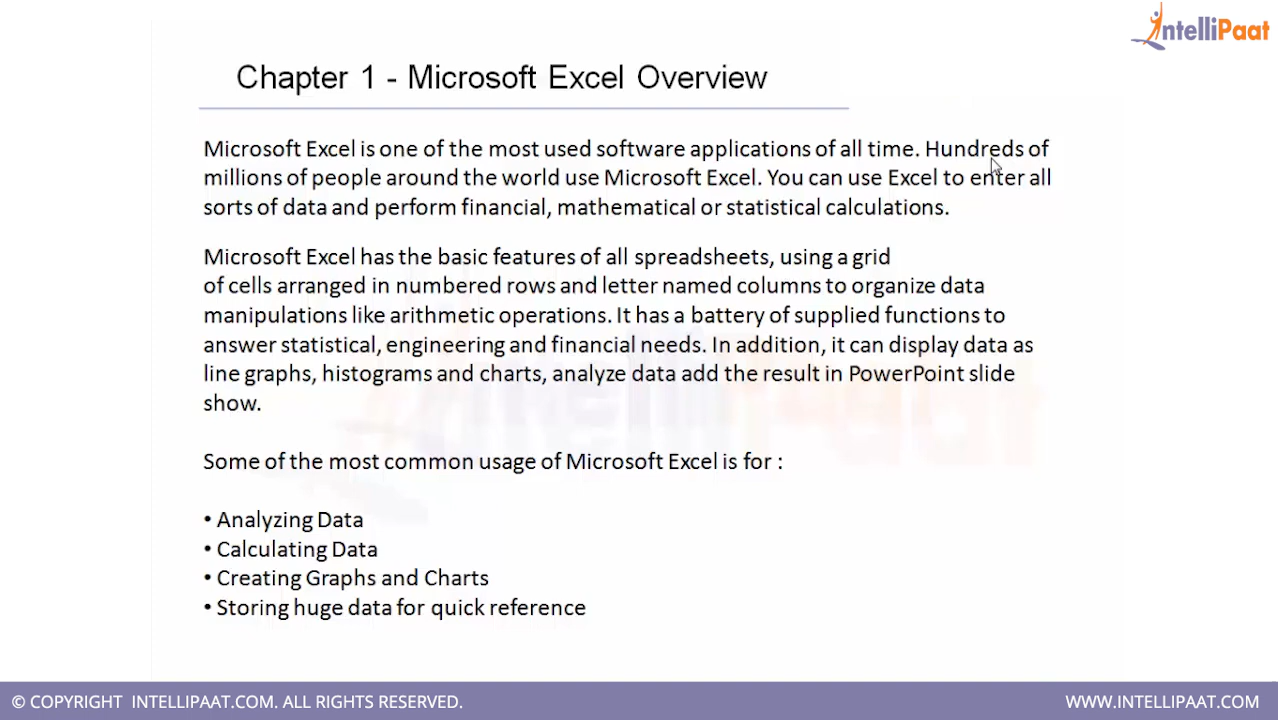 IntelliPaat
Chapter 1 - Microsoft Excel Overview
Microsoft Excel is one of the most used software applications of all time. Hundreds of
millions of people around the world use Microsoft Excel. You can use Excel to enter all
sorts of data and perform financial, mathematical or statistical calculations.
Microsoft Excel has the basic features of all spreadsheets, using a grid
of cells arranged in numbered rows and letter named columns to organize data
manipulations like arithmetic operations. It has a battery of supplied functions to
answer statistical, engineering and financial needs. In addition, it can display data as
line graphs, histograms and charts, analyze data add the result in PowerPoint slide
show.
Some of the most common usage of Microsoft Excel is for :
• Analyzing Data
• Calculating Data
• Creating Graphs and Charts
• Storing huge data for quick reference
© COPYRIGHT INTELLIPAAT.COM. ALL RIGHTS RESERVED.
WWW.INTELLIPAAT.COM